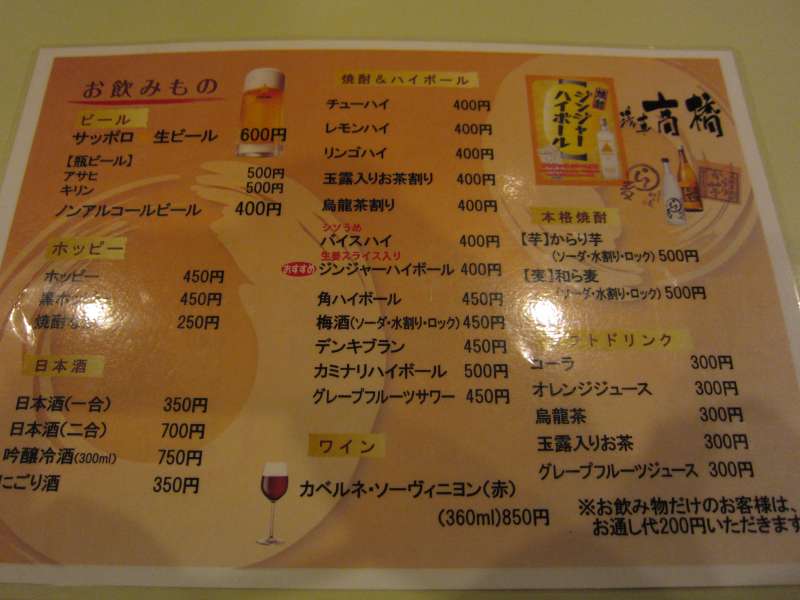 お飲みもの
ビール
サッポロ 生ビール 600円
【瓶ビール】
アサヒ 500円
キリン 500円
ノンアルコールビール 400円
ホッピー
ホッピー 450円
黒ホッピー 450円
焼酎 250円
日本酒
日本酒(一合) 350円
日本酒(二合) 700円
吟醸冷酒(300ml) 750円
にごり酒 350円
焼酎&ハイボール
チューハイ 400円
レモンハイ 400円
リンゴハイ 400円
玉露入りお茶割り 400円
烏龍茶割り 400円
シソうめ
バイスハイ 400円
生姜スライス入り
おすすめ ジンジャーハイボール 400円
角ハイボール 450円
梅酒(ソーダ・水割り・ロック) 450円
デンキブラン 450円
カミナリハイボール 500円
グレープフルーツサワー 450円
ワイン
カベルネ・ソーヴィニヨン(赤)
(360ml)850円
【ジンジャーハイボール】
高橋
本格焼酎
【芋】からり芋
(ソーダ・水割り・ロック) 500円
【麦】和ら麦
(ソーダ・水割り・ロック) 500円
フトドリンク
コーラ 300円
オレンジジュース 300円
烏龍茶 300円
玉露入りお茶 300円
グレープフルーツジュース 300円
※お飲み物だけのお客様は、
お通し代200円いただきます